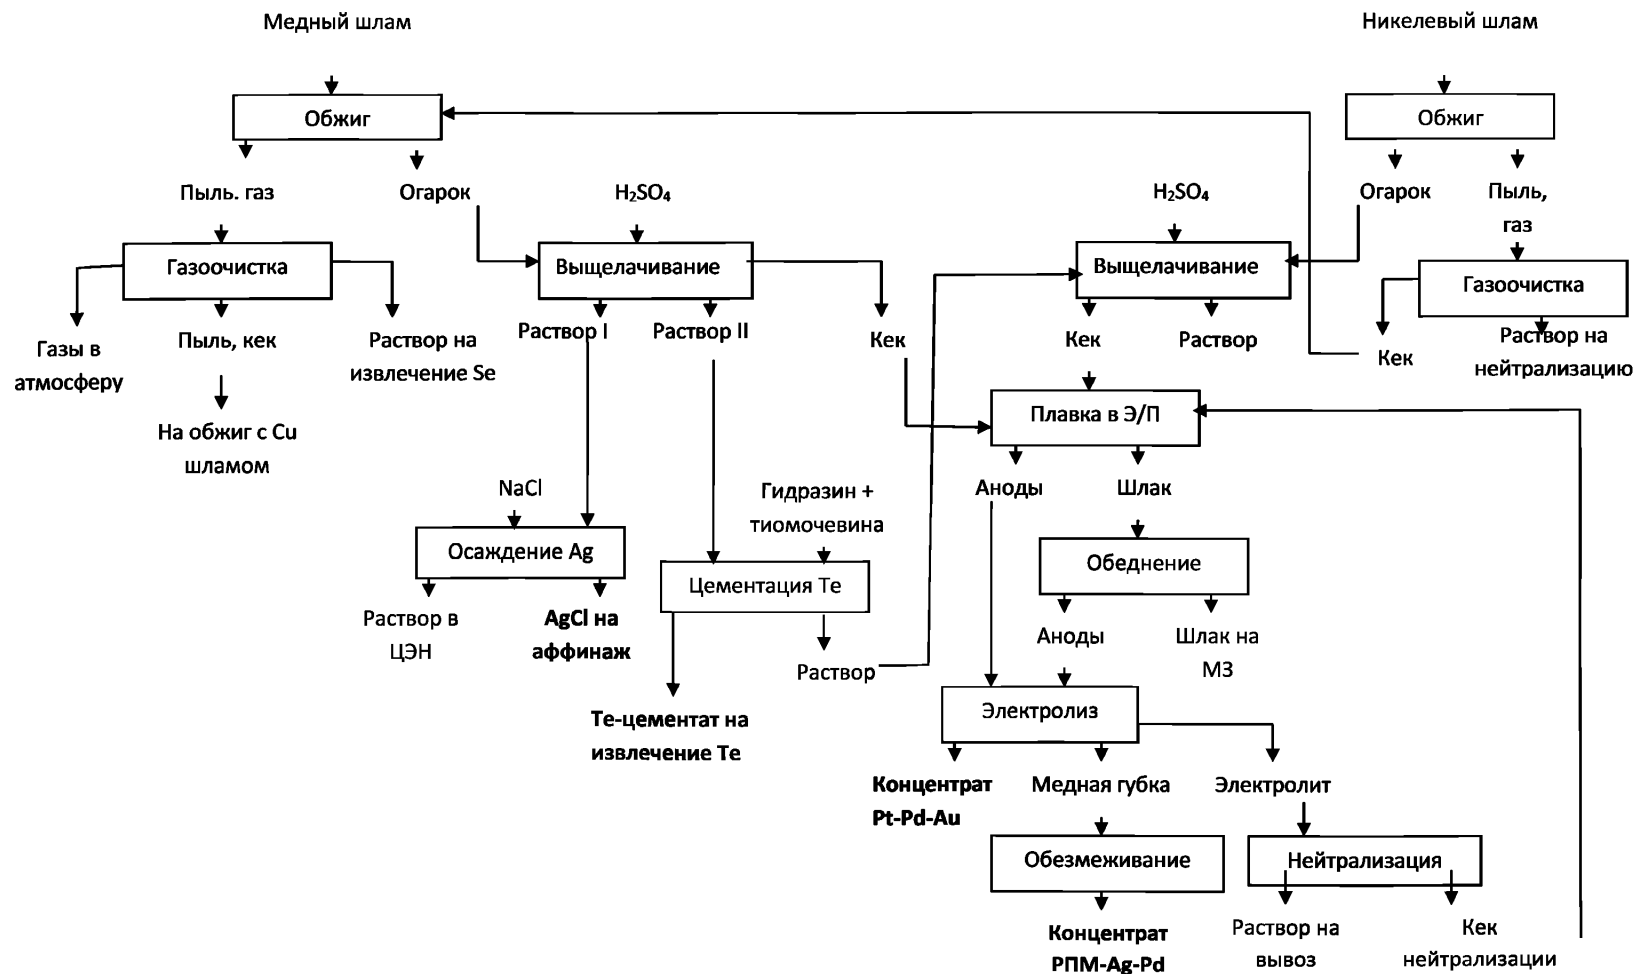 Медный шлам
Никелевый шлам
Обжиг
Обжиг
Пыль. газ
Огарок
H₂SO₄
H₂SO₄
Огарок
Пыль,
газ
Газоочистка
Выщелачивание
Выщелачивание
Газоочистка
Газы в
атмосферу
Пыль, кек
Раствор на
извлечение Se
Раствор I
Раствор II
Кек
Кек
Раствор
Кек
Раствор на
нейтрализацию
На обжиг с Cu
шламом
Плавка в Э/П
NaCl
Гидразин +
тиомочевина
Аноды
Шлак
Осаждение Ag
Цементация Te
Обеднение
Раствор в
ЦЭН
AgCl на
аффинаж
Раствор
Аноды
Шлак на
МЗ
Te-цементат на
извлечение Te
Электролиз
Концентрат
Pt-Pd-Au
Медная губка
Электролит
Обезмеживание
Нейтрализация
Концентрат
РПМ-Ag-Pd
Раствор на
вывоз
Кек
нейтрализации